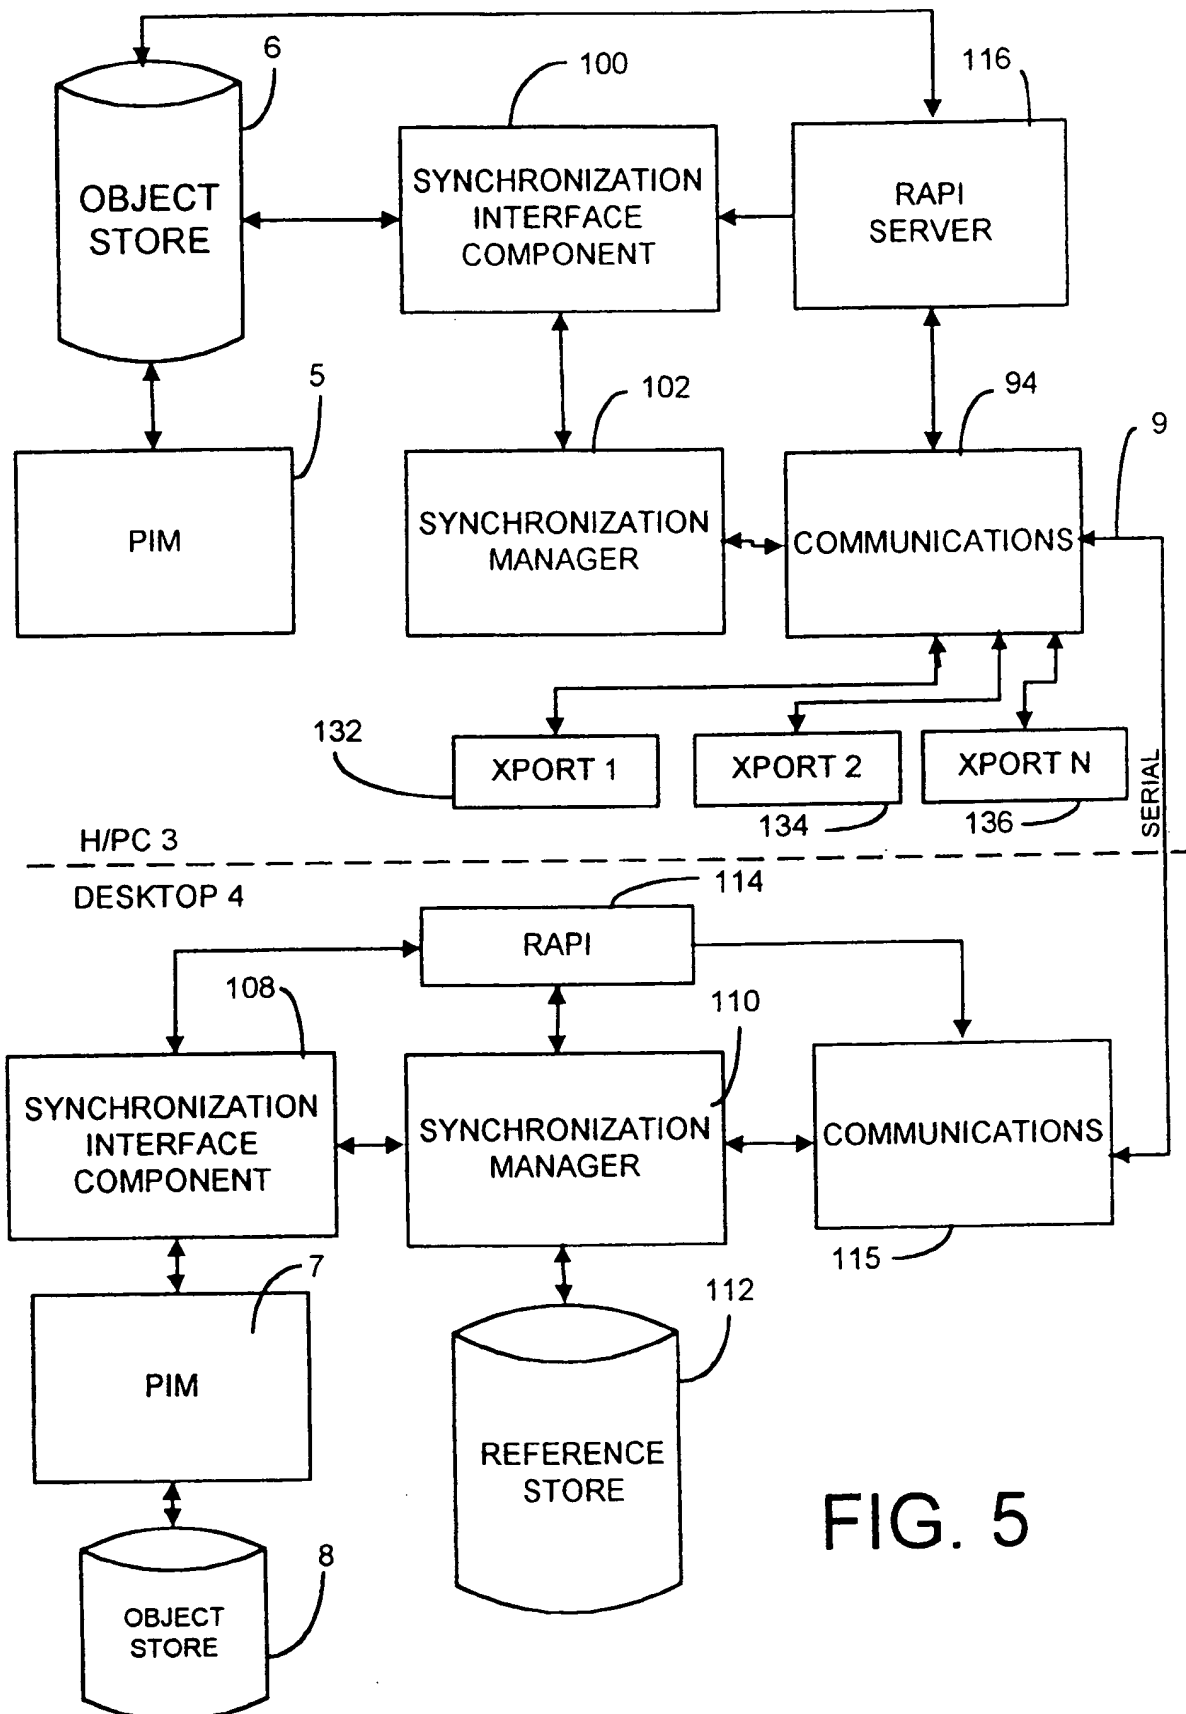 6
100
116
OBJECT
STORE
SYNCHRONIZATION
INTERFACE
COMPONENT
RAPI
SERVER
5
102
94
9
PIM
SYNCHRONIZATION
MANAGER
COMMUNICATIONS
132
XPORT 1
XPORT 2
XPORT N
134
136
SERIAL
H/PC 3
DESKTOP 4
114
RAPI
108
110
SYNCHRONIZATION
INTERFACE
COMPONENT
SYNCHRONIZATION
MANAGER
COMMUNICATIONS
115
7
112
PIM
REFERENCE
STORE
FIG. 5
8
OBJECT
STORE